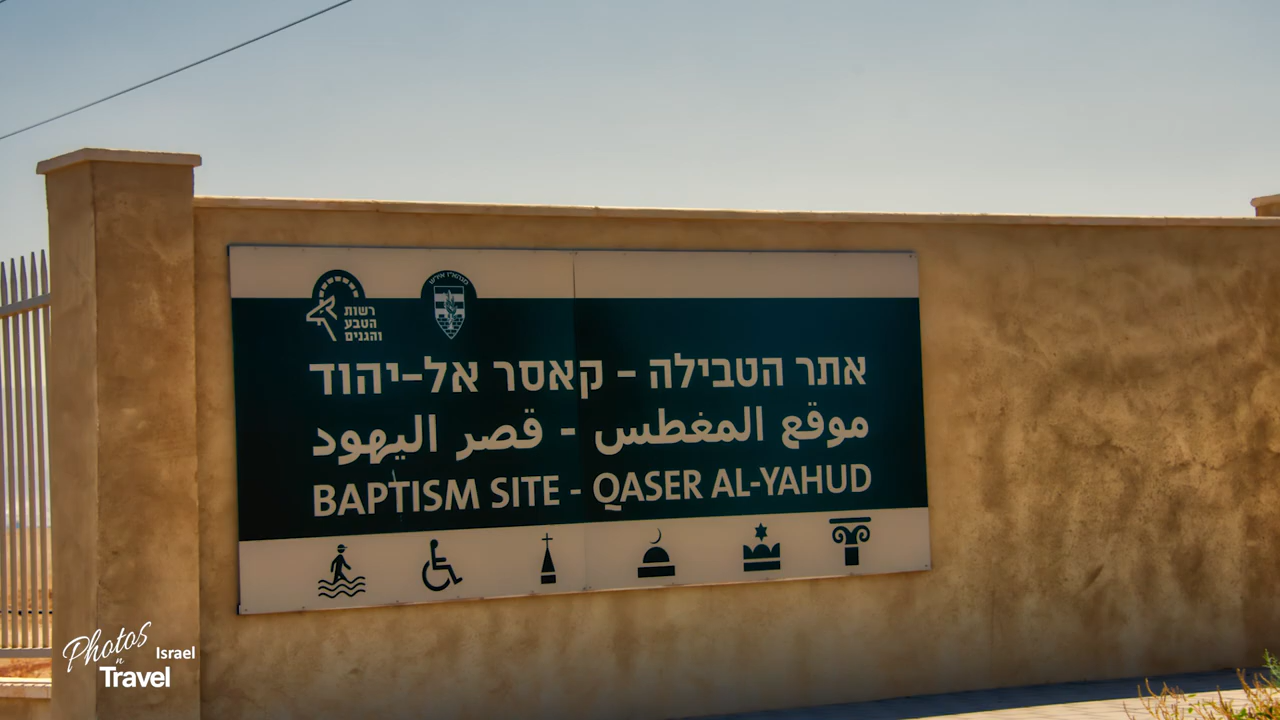 רשות
הטבע
והגנים
אתר הטבילה - קאסר אל-יהוד
موقع المغطس - قصر اليهود
BAPTISM SITE - QASER AL-YAHUD
Photos
n
Travel
Israel